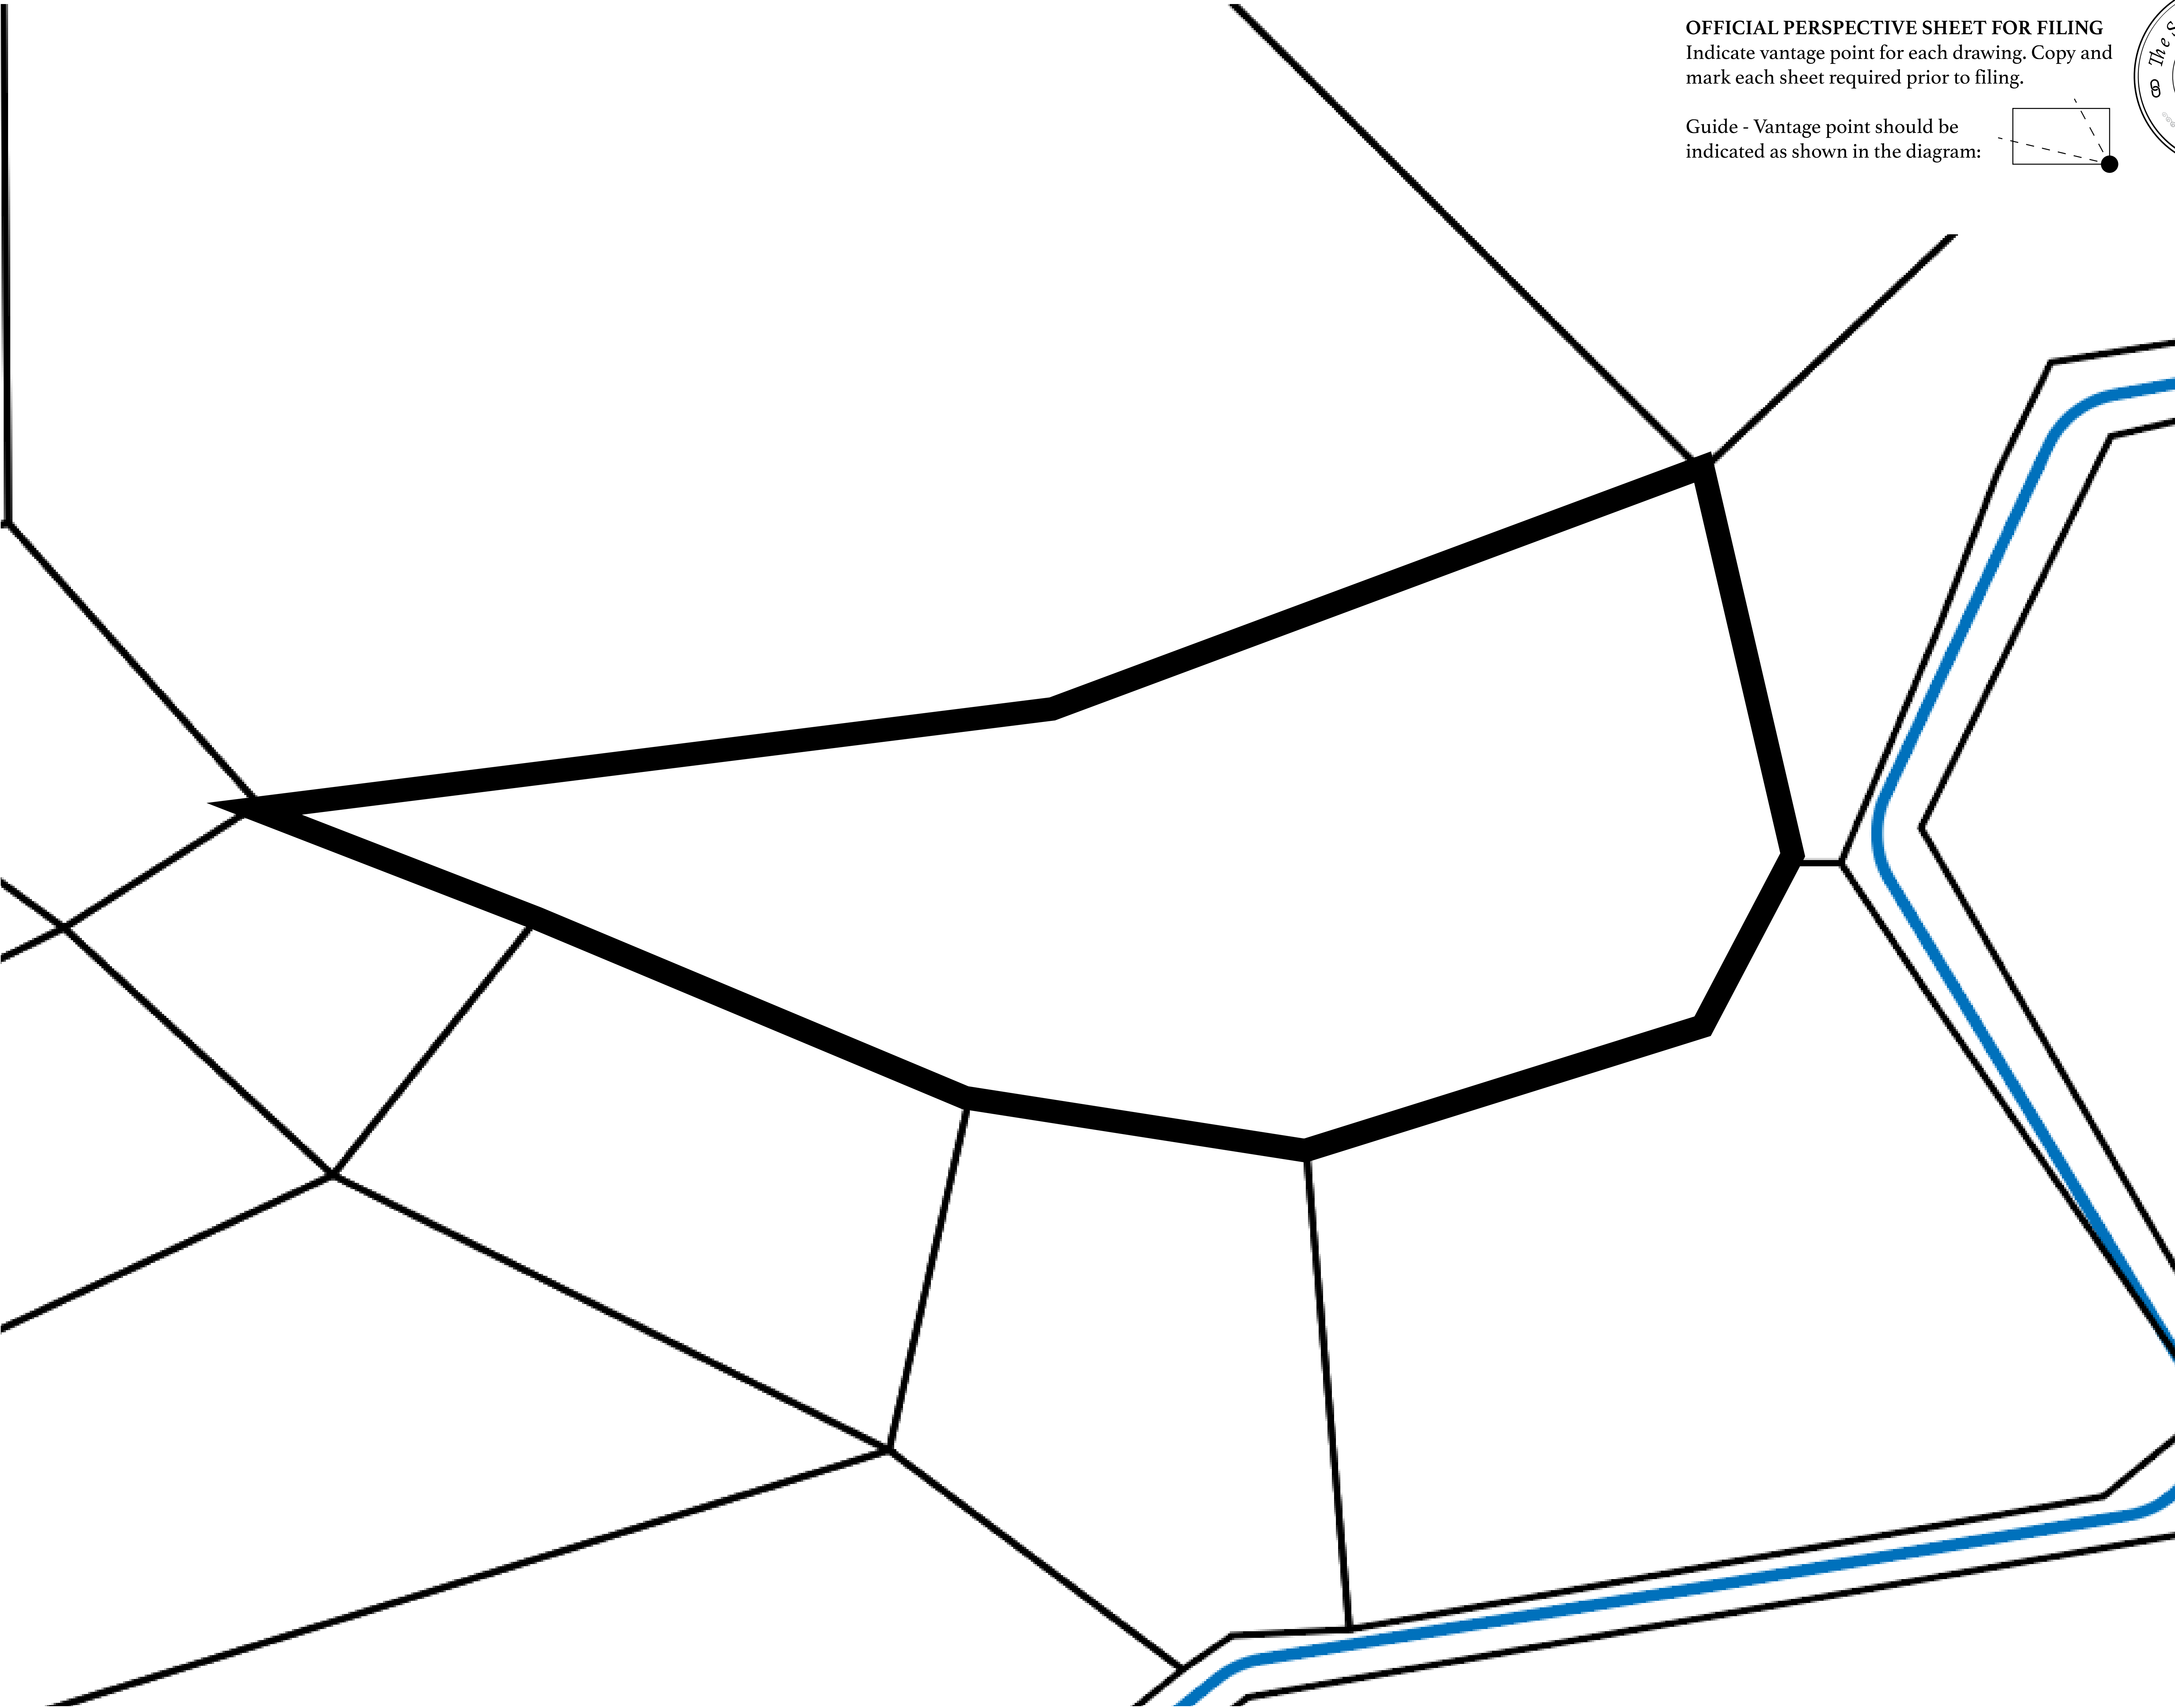 OFFICIAL PERSPECTIVE SHEET FOR FILING
Indicate vantage point for each drawing. Copy and
mark each sheet required prior to filing.
Guide - Vantage point should be
indicated as shown in the diagram:
The